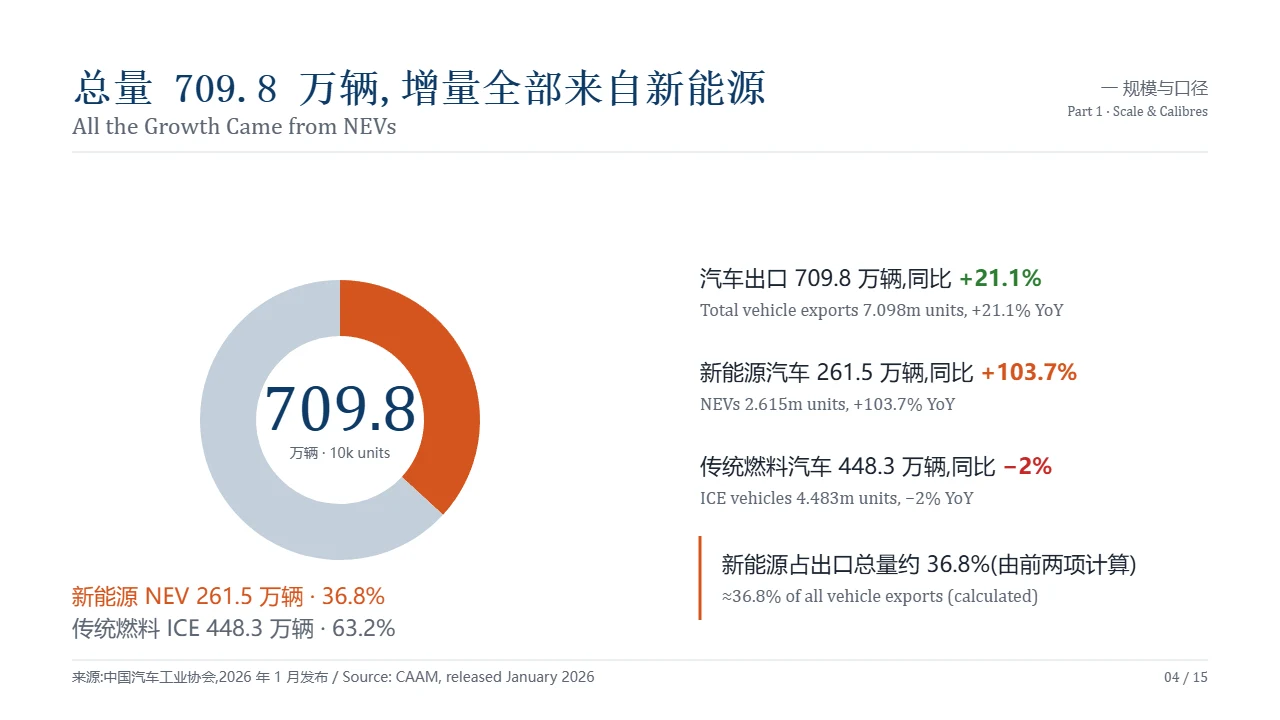 总量 709.8 万辆,增量全部来自新能源
All the Growth Came from NEVs
一 规模与口径
Part 1 · Scale & Calibres
709.8
万辆 · 10k units
新能源 NEV 261.5 万辆 · 36.8%
传统燃料 ICE 448.3 万辆 · 63.2%
汽车出口 709.8 万辆,同比 +21.1%
Total vehicle exports 7.098m units, +21.1% YoY
新能源汽车 261.5 万辆,同比 +103.7%
NEVs 2.615m units, +103.7% YoY
传统燃料汽车 448.3 万辆,同比 −2%
ICE vehicles 4.483m units, −2% YoY
新能源占出口总量约 36.8%(由前两项计算)
≈36.8% of all vehicle exports (calculated)
来源:中国汽车工业协会,2026 年 1 月发布 / Source: CAAM, released January 2026
04 / 15